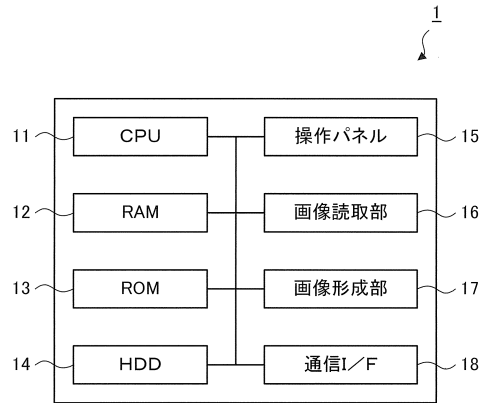 1
11 CPU 操作パネル 15
12 RAM 画像読取部 16
13 ROM 画像形成部 17
14 HDD 通信I／F 18